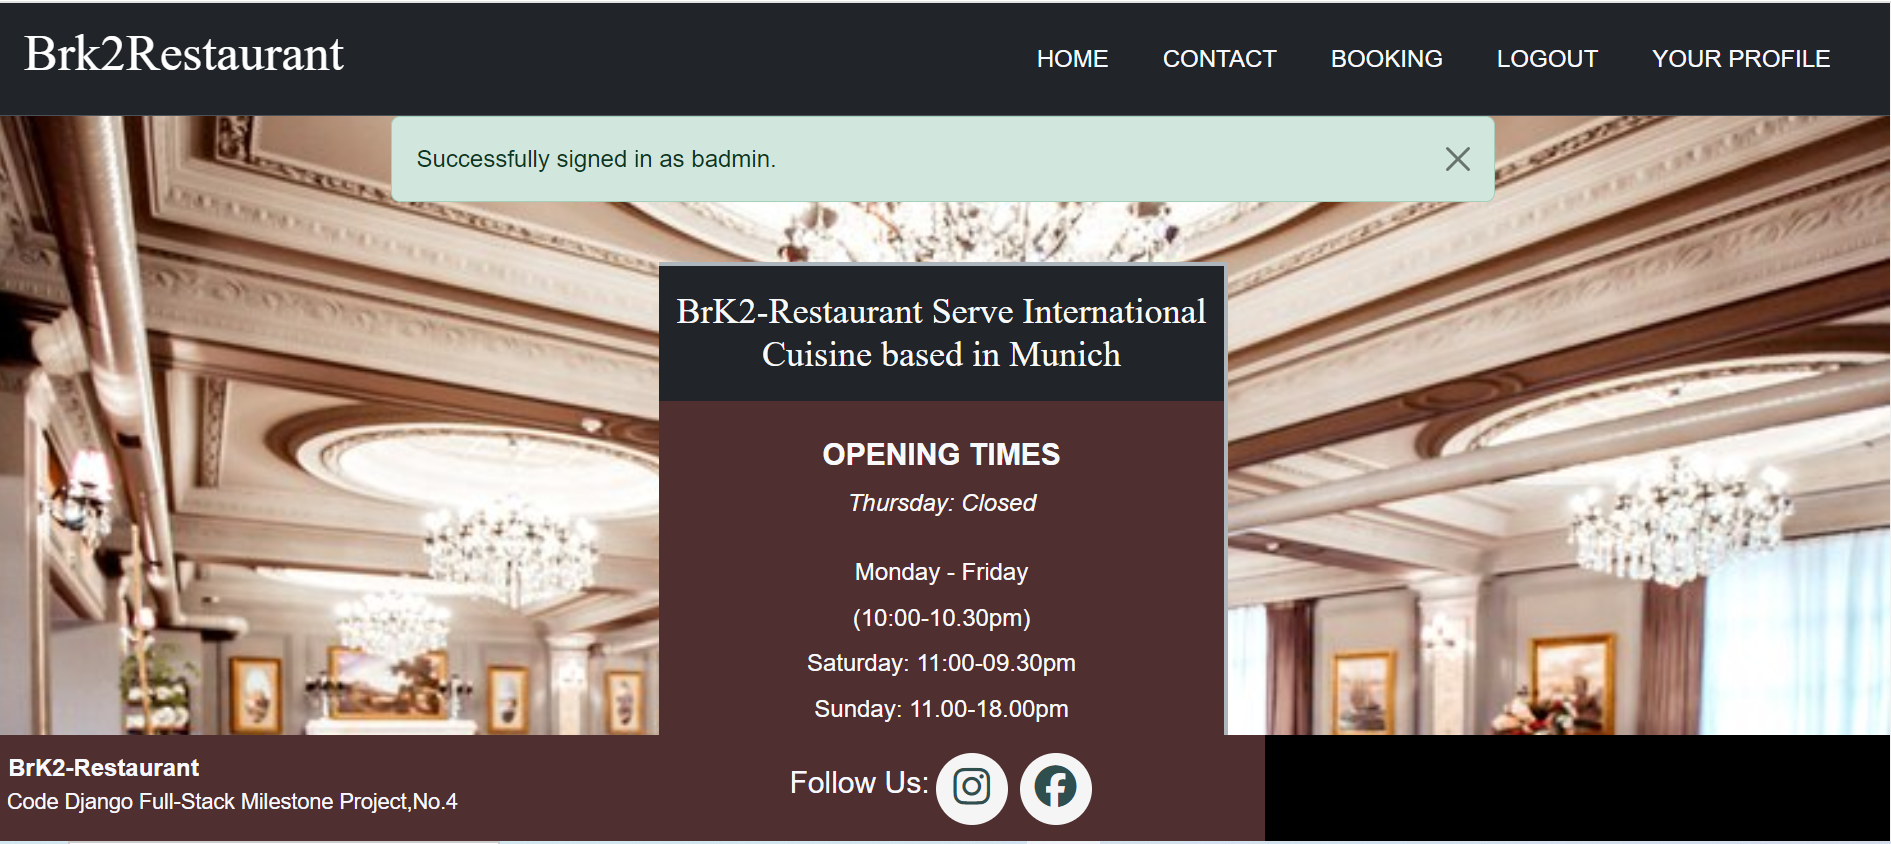 Brk2Restaurant
HOME CONTACT BOOKING LOGOUT YOUR PROFILE
Successfully signed in as badmin.
BrK2-Restaurant Serve International
Cuisine based in Munich
OPENING TIMES
Thursday: Closed
Monday - Friday
(10:00-10.30pm)
Saturday: 11:00-09.30pm
Sunday: 11.00-18.00pm
BrK2-Restaurant
Code Django Full-Stack Milestone Project,No.4
Follow Us: